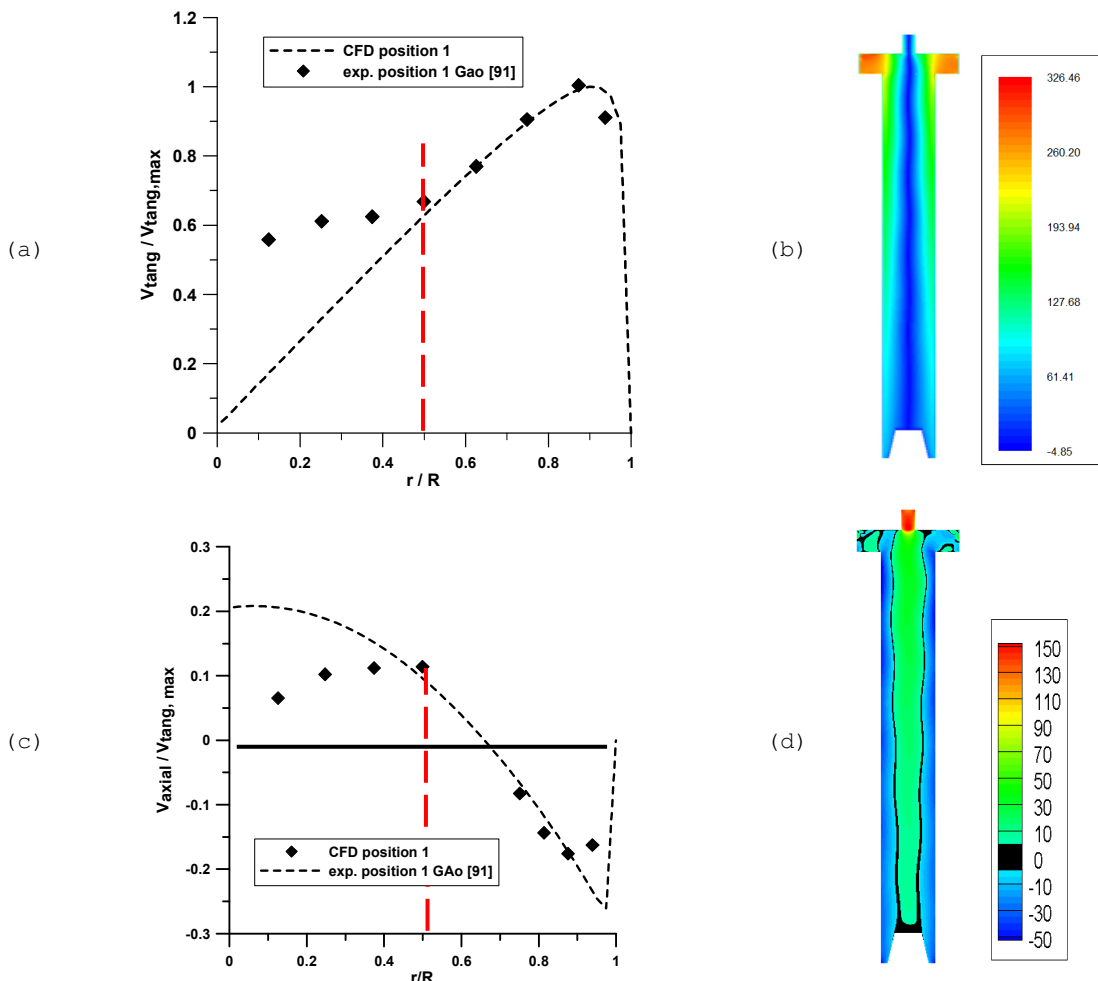 (a)
1.2
1
0.8
0.6
0.4
0.2
0
Vtang / Vtang,max
CFD position 1
exp. position 1 Gao [91]
0 0.2 0.4 0.6 0.8 1
r / R
(b)
326.46
260.20
193.94
127.68
61.41
-4.85
(c)
0.3
0.2
0.1
0
-0.1
-0.2
-0.3
Vaxial / Vtang, max
CFD position 1
exp. position 1 GAo [91]
0 0.2 0.4 0.6 0.8 1
r/R
(d)
150
130
110
90
70
50
30
10
0
-10
-30
-50